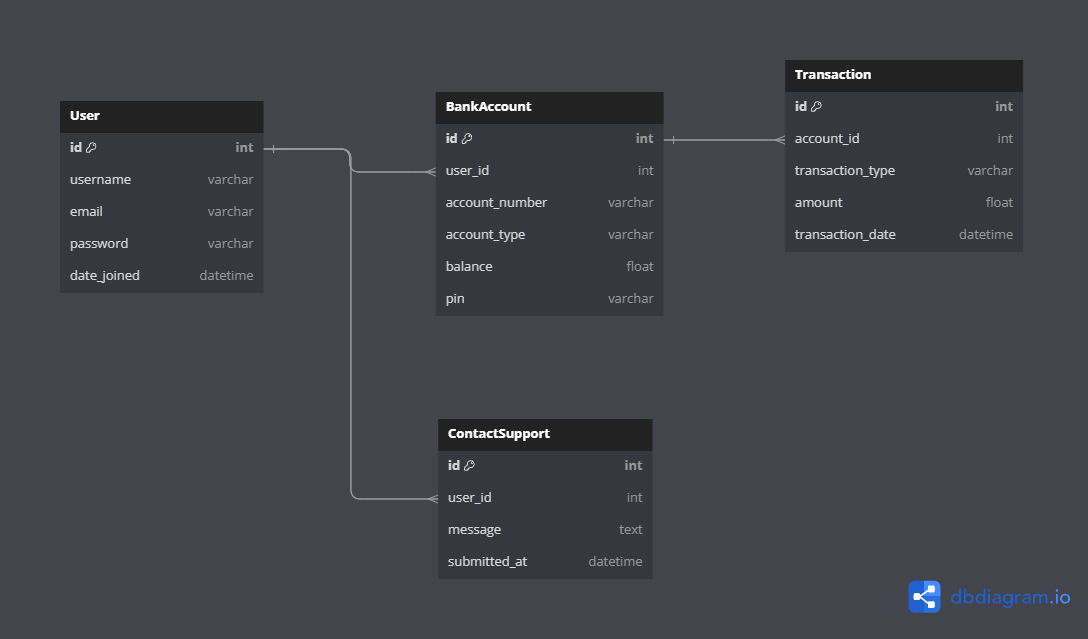 User
id int
username varchar
email varchar
password varchar
date_joined datetime
BankAccount
id int
user_id int
account_number varchar
account_type varchar
balance float
pin varchar
Transaction
id int
account_id int
transaction_type varchar
amount float
transaction_date datetime
ContactSupport
id int
user_id int
message text
submitted_at datetime
dbdiagram.io